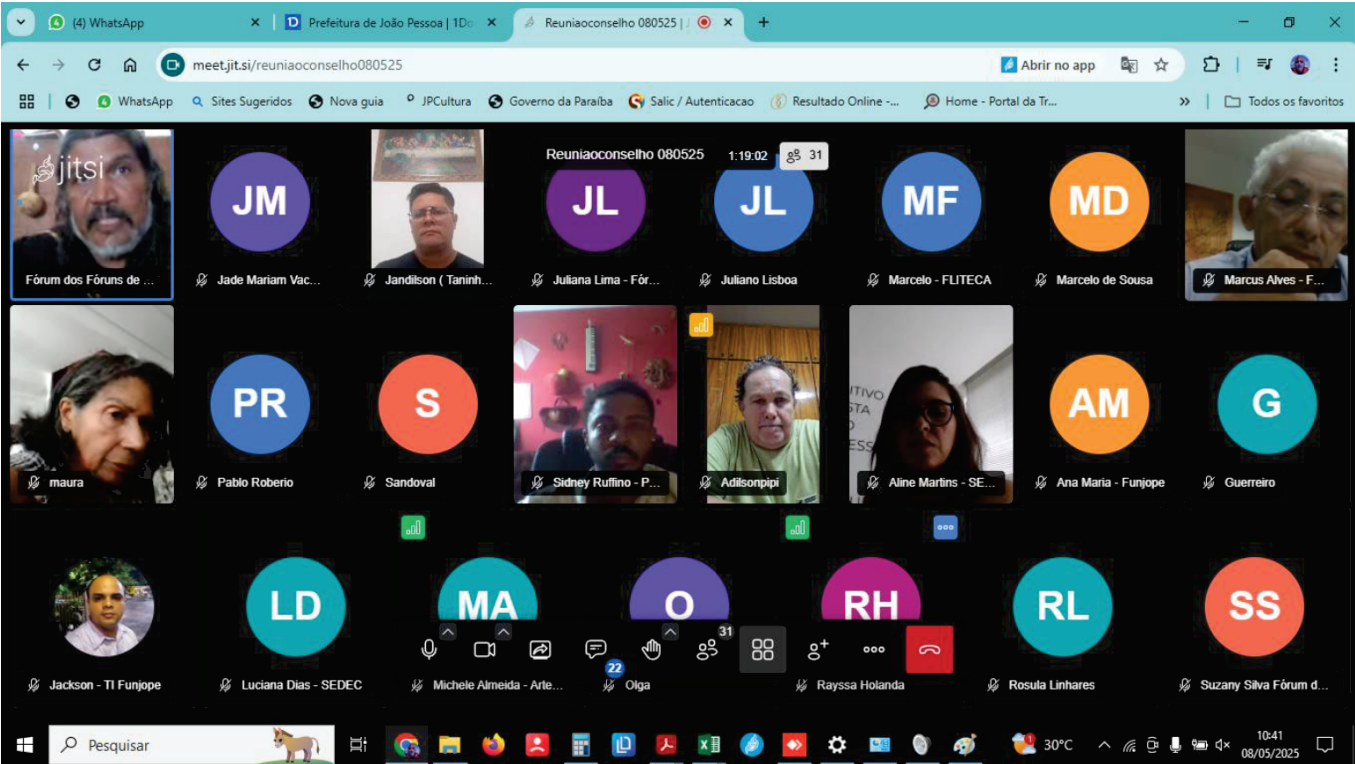 (4) WhatsApp
Prefeitura de João Pessoa | 1Do
Reuniaoconselho 080525 | J
meet.jit.si/reuniaoconselho080525
Abrir no app
WhatsApp
Sites Sugeridos
Nova guia
JPCultura
Governo da Paraíba
Salic / Autenticacao
Resultado Online -...
Home - Portal da Tr...
»
Todos os favoritos
jitsi
Reuniaoconselho 080525
1:19:02
31
JM
JL
JL
MF
MD
Fórum dos Fóruns de ...
Jade Mariam Vac...
Jandilson ( Taninh...
Juliana Lima - Fór...
Juliano Lisboa
Marcelo - FLITECA
Marcelo de Sousa
Marcus Alves - F...
PR
S
UTIVO
STA
O
ESS
AM
G
maura
Pablo Roberio
Sandoval
Sidney Ruffino - P...
Adilsonpipi
Aline Martins - SE...
Ana Maria - Funjope
Guerreiro
LD
MA
O
RH
RL
SS
31
22
Jackson - TI Funjope
Luciana Dias - SEDEC
Michele Almeida - Arte...
Olga
Rayssa Holanda
Rosula Linhares
Suzany Silva Fórum d...
Pesquisar
30°C
10:41
08/05/2025